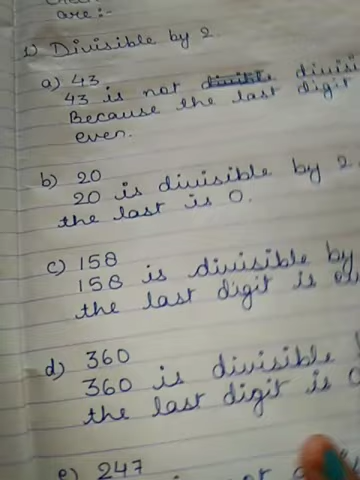 are :-
1) Divisible by 2
a) 43
43 is not divisi
Because the last digit
even.
b) 20
20 is divisible by 2.
the last is 0.
c) 158
158 is divisible by
the last digit is
d) 360
360 is divisible
the last digit is 0
e) 247